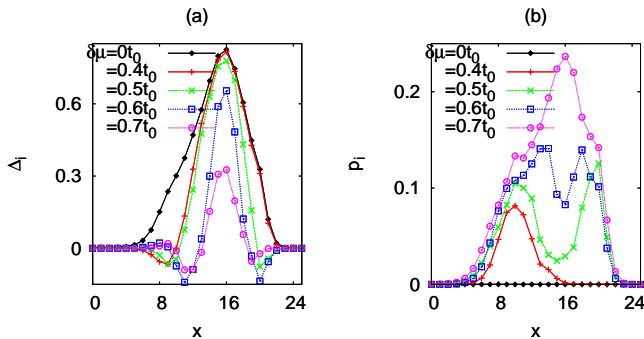 (a)
δμ=0t₀
=0.4t₀
=0.5t₀
=0.6t₀
=0.7t₀
0.6
0.3
0
Δᵢ
0 8 16 24
x
(b)
δμ=0t₀
=0.4t₀
=0.5t₀
=0.6t₀
=0.7t₀
0.2
0.1
0
pᵢ
0 8 16 24
x